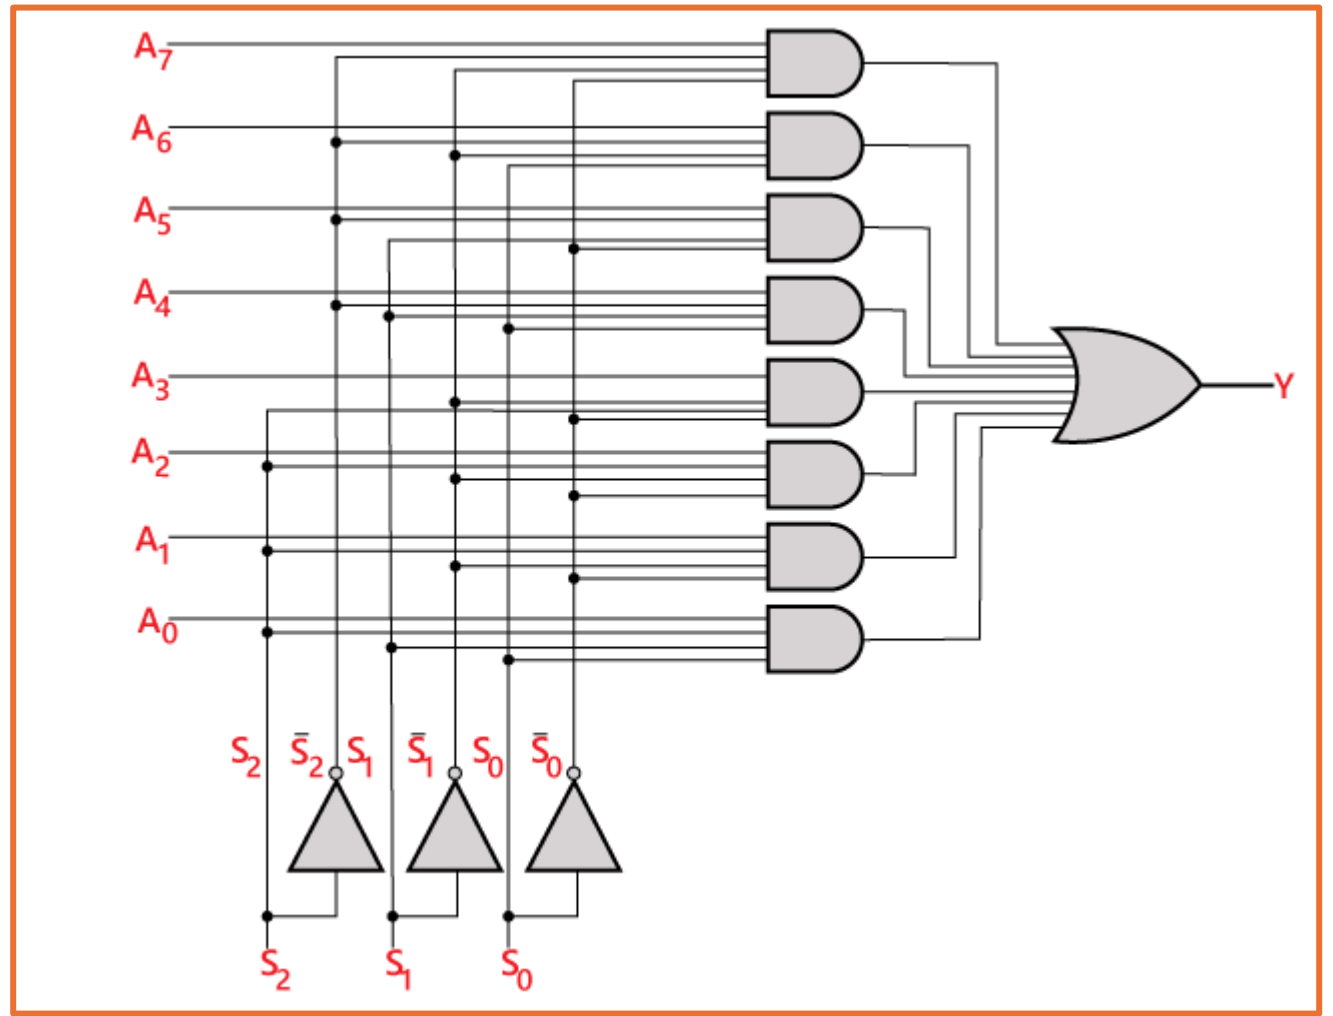 A₇
A₆
A₅
A₄
A₃
Y
A₂
A₁
A₀
S₂ S̄₂ S₁ S̄₁ S₀ S̄₀
S₂ S₁ S₀